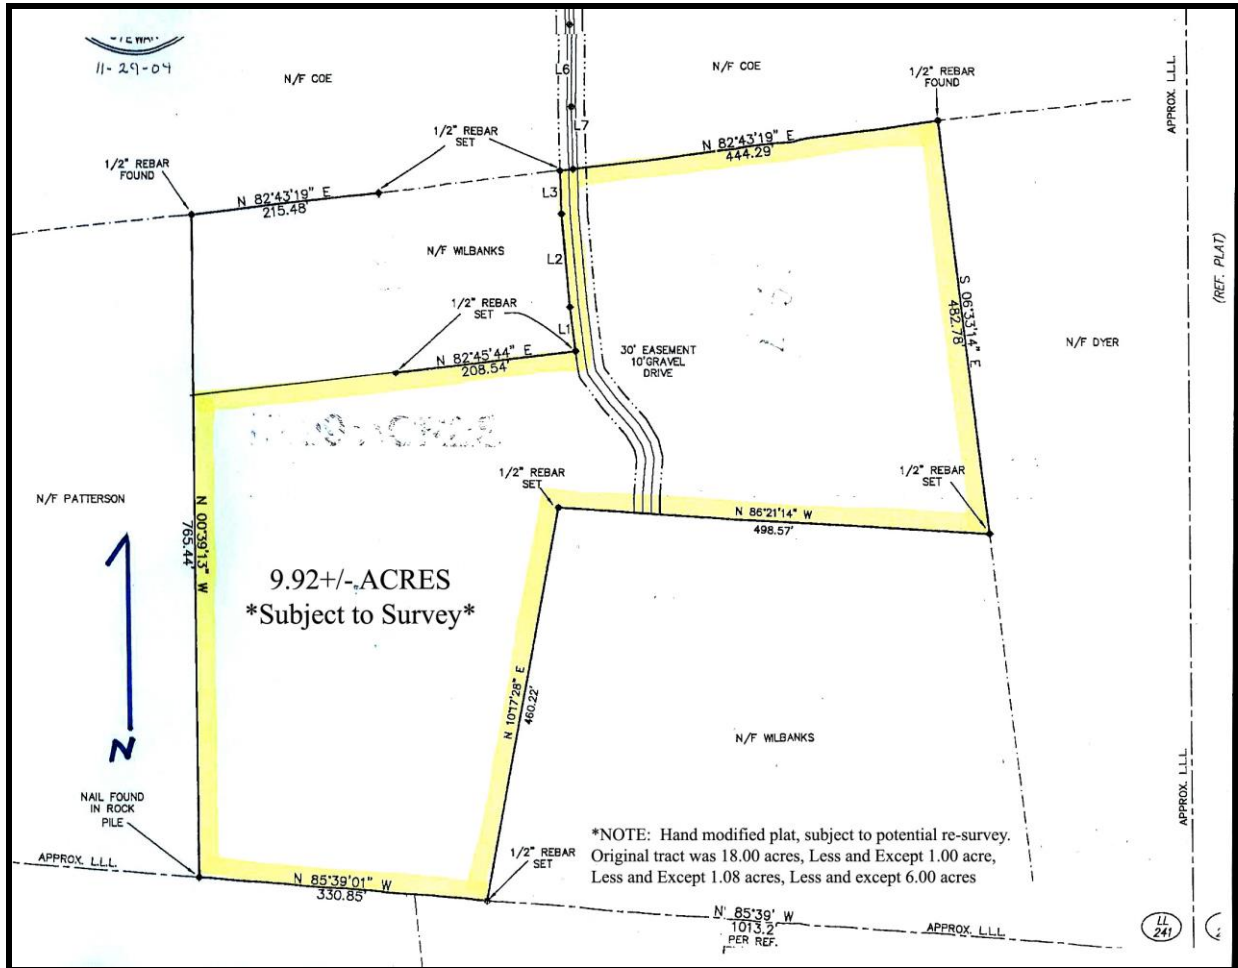 11-29-04
N/F COE
L6
N/F COE
1/2" REBAR
FOUND
APPROX. L.L.L.
L7
1/2" REBAR
SET
N 82°43'19" E
444.29'
1/2" REBAR
FOUND
N 82°43'19" E
215.48'
L3
N/F WILBANKS
L2
(REF. PLAT)
1/2" REBAR
SET
L1
S 06°33'14" E
482.78'
N/F DYER
30' EASEMENT
10' GRAVEL
DRIVE
N 82°45'44" E
208.54'
1/2" REBAR
SET
1/2" REBAR
SET
N/F PATTERSON
N 00°39'13" W
765.44'
N 86°21'14" W
498.57'
9.92+/- ACRES
*Subject to Survey*
N 10°17'28" E
460.22'
N
N/F WILBANKS
NAIL FOUND
IN ROCK
PILE
APPROX. L.L.L.
*NOTE: Hand modified plat, subject to potential re-survey.
Original tract was 18.00 acres, Less and Except 1.00 acre,
Less and Except 1.08 acres, Less and except 6.00 acres
APPROX. L.L.L.
1/2" REBAR
SET
N 85°39'01" W
330.85'
N 85°39' W
1013.2'
PER REF.
APPROX. L.L.L.
LL
241